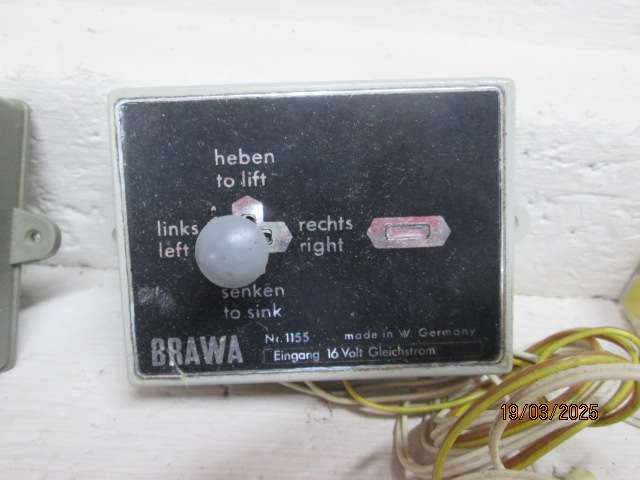 heben
to lift
links
left
rechts
right
senken
to sink
BRAWA
Nr. 1155
made in W. Germany
Eingang 16 Volt Gleichstrom
19/03/2025